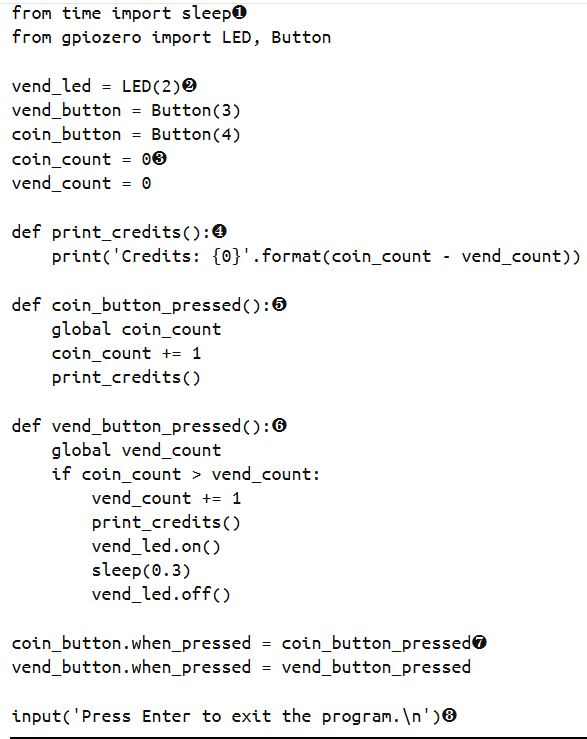 from time import sleep❶
from gpiozero import LED, Button

vend_led = LED(2)❷
vend_button = Button(3)
coin_button = Button(4)
coin_count = 0❸
vend_count = 0

def print_credits():❹
    print('Credits: {0}'.format(coin_count - vend_count))

def coin_button_pressed():❺
    global coin_count
    coin_count += 1
    print_credits()

def vend_button_pressed():❻
    global vend_count
    if coin_count > vend_count:
        vend_count += 1
        print_credits()
        vend_led.on()
        sleep(0.3)
        vend_led.off()

coin_button.when_pressed = coin_button_pressed❼
vend_button.when_pressed = vend_button_pressed

input('Press Enter to exit the program.\n')❽